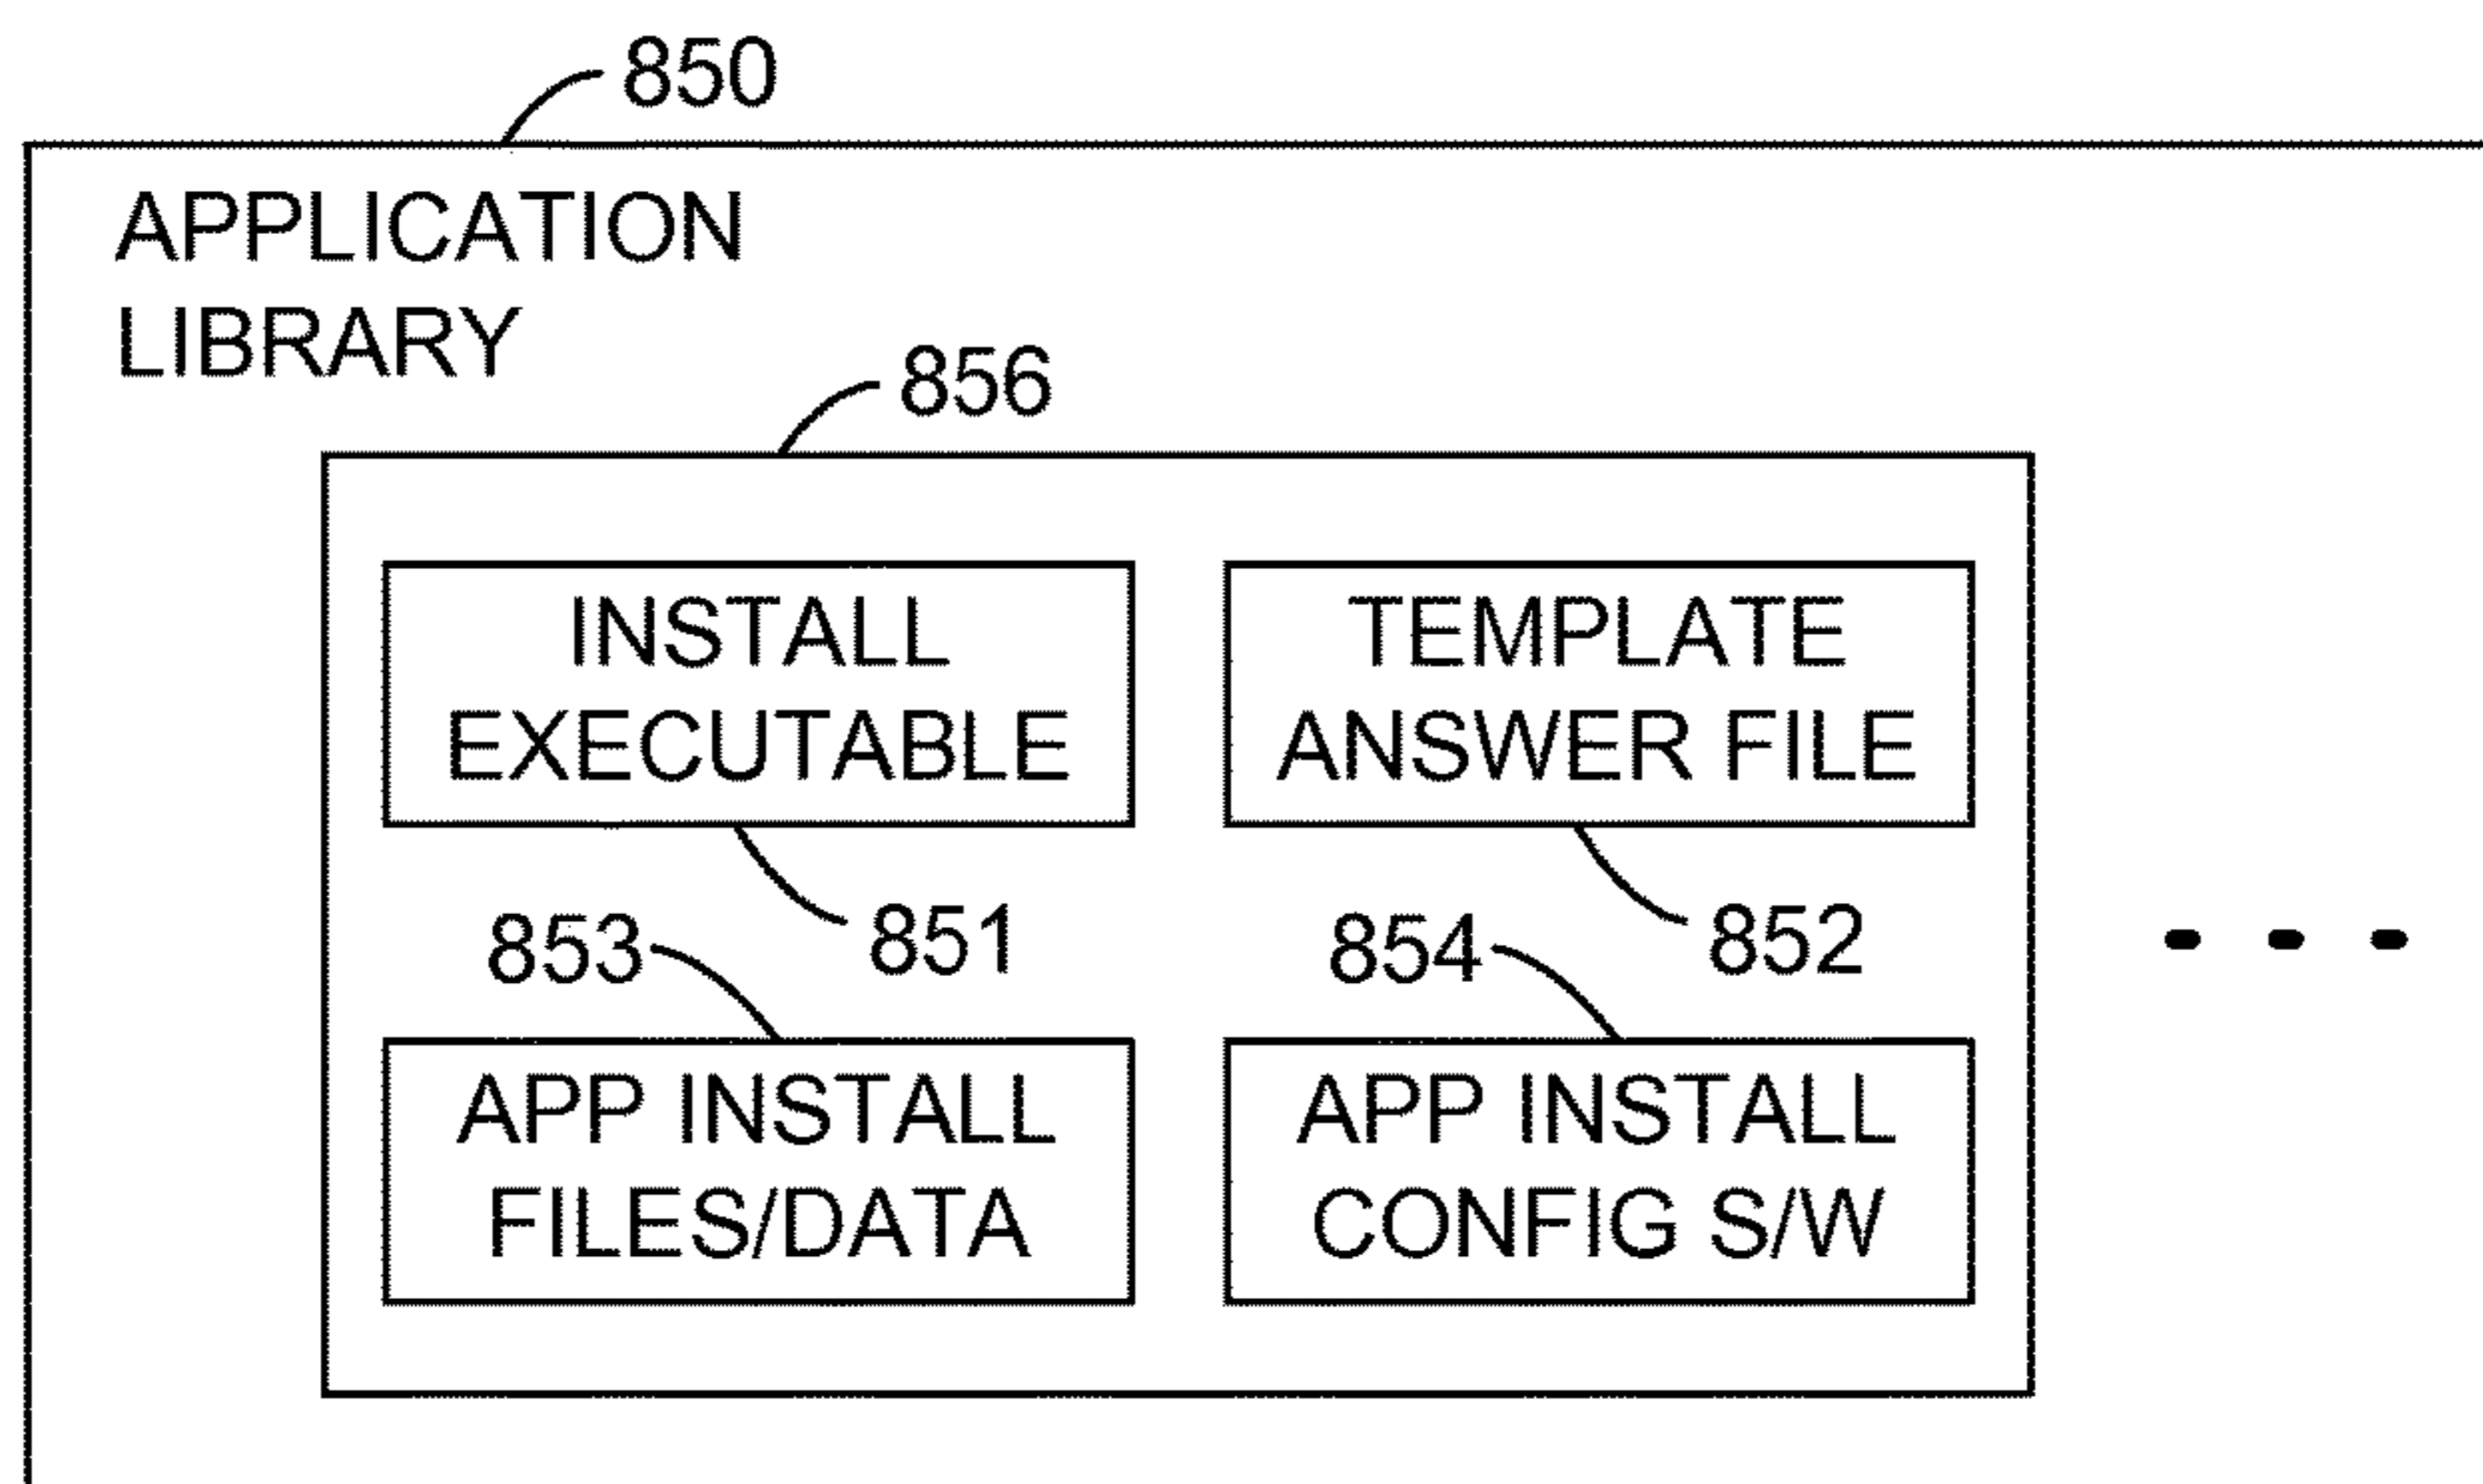 850
APPLICATION
LIBRARY
856
INSTALL
EXECUTABLE
TEMPLATE
ANSWER FILE
851
852
853
854
APP INSTALL
FILES/DATA
APP INSTALL
CONFIG S/W